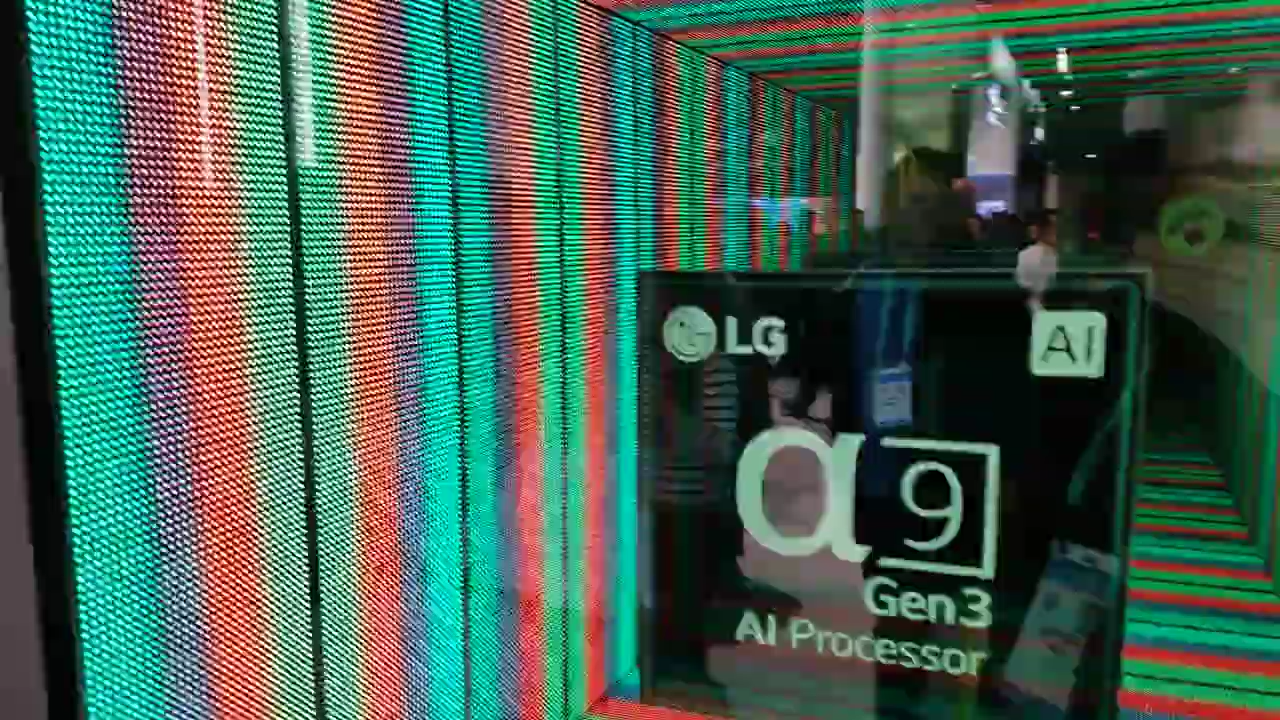 LG AI
α9
Gen3
AI Processor